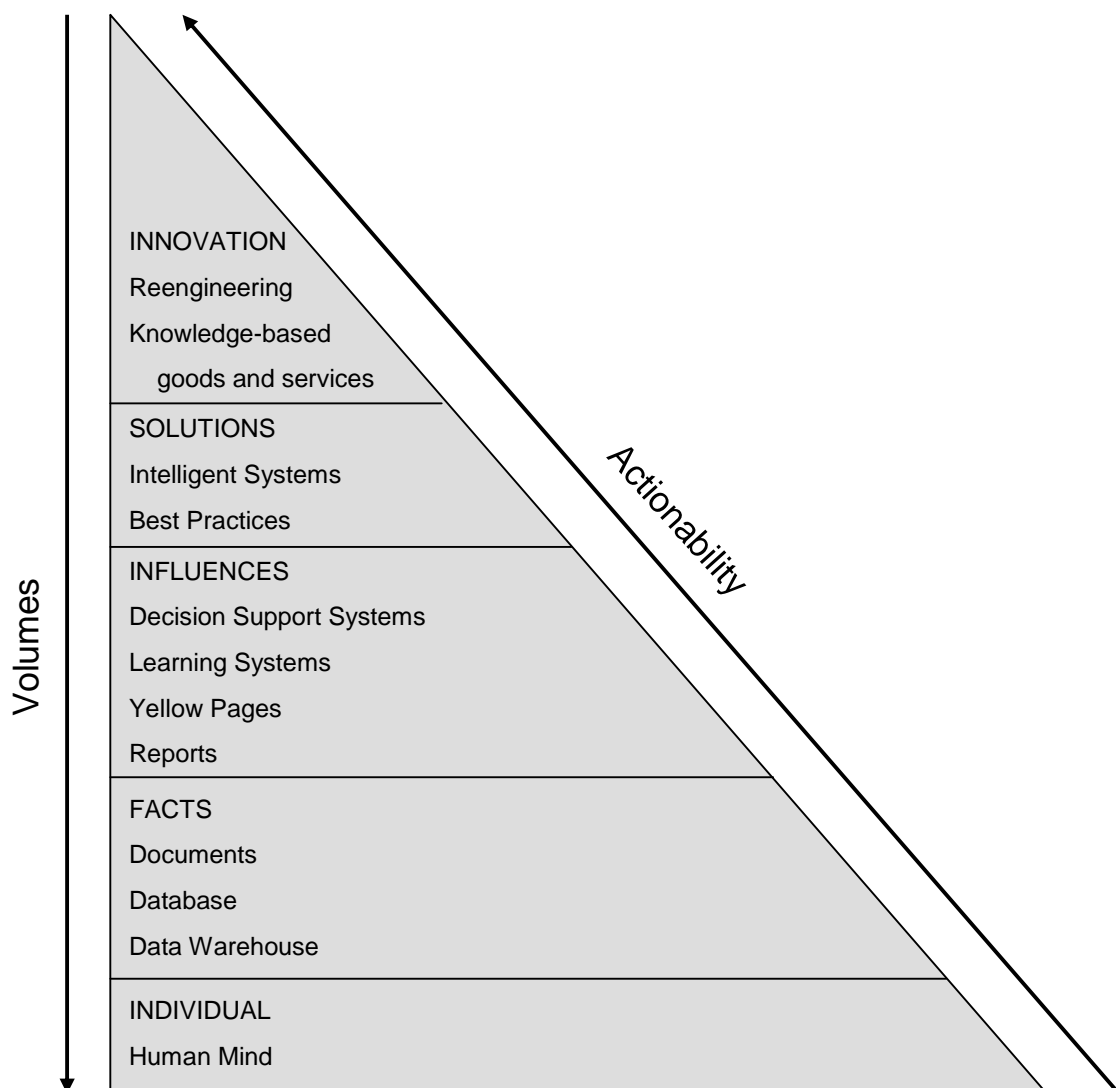 INNOVATION
Reengineering
Knowledge-based
goods and services
SOLUTIONS
Intelligent Systems
Best Practices
INFLUENCES
Decision Support Systems
Learning Systems
Yellow Pages
Reports
FACTS
Documents
Database
Data Warehouse
INDIVIDUAL
Human Mind
Volumes
Actionability